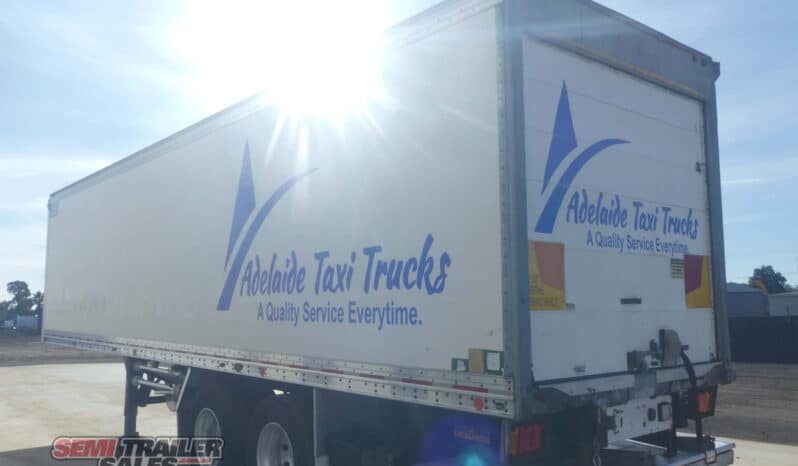 Adelaide Taxi Trucks
A Quality Service Everytime.
Adelaide Taxi Trucks
A Quality Service Everytime.
SEMI TRAILER
SALES